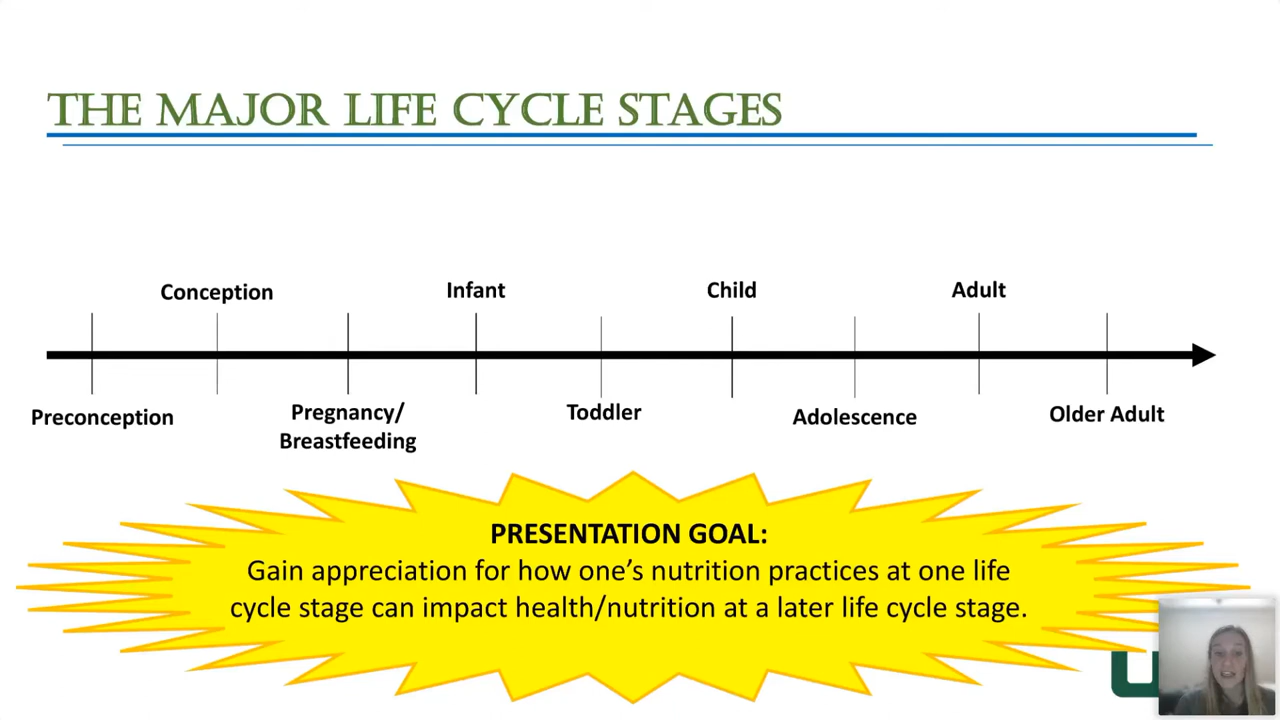 THE MAJOR LIFE CYCLE STAGES
Conception
Infant
Child
Adult
Preconception
Pregnancy/
Breastfeeding
Toddler
Adolescence
Older Adult
PRESENTATION GOAL:
Gain appreciation for how one’s nutrition practices at one life
cycle stage can impact health/nutrition at a later life cycle stage.